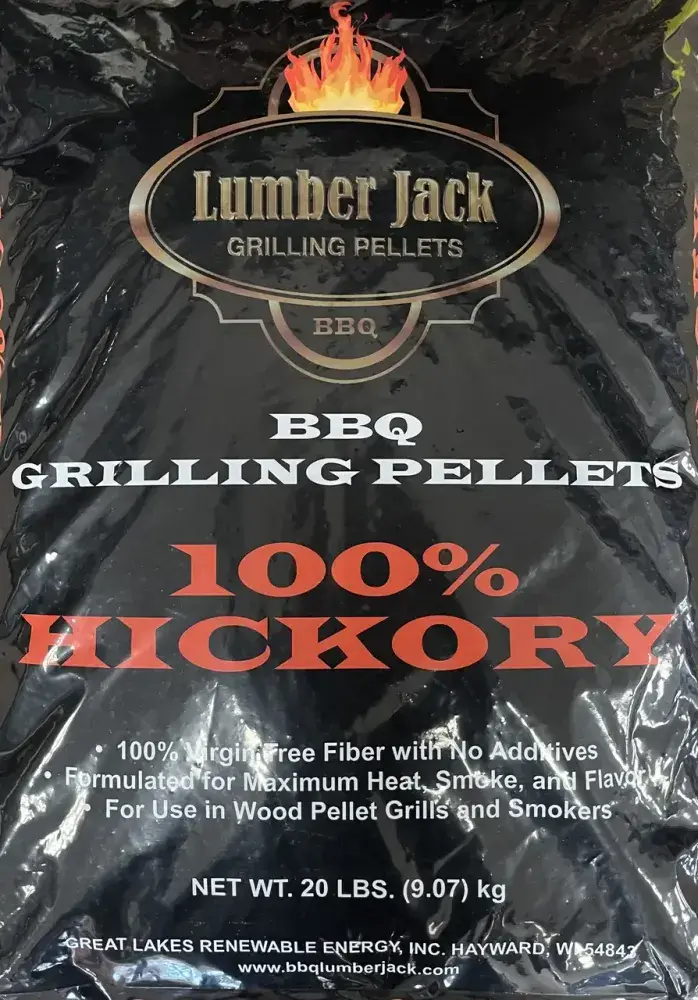 Lumber Jack
GRILLING PELLETS
BBQ
BBQ
GRILLING PELLETS
100%
HICKORY
• 100% Virgin Tree Fiber with No Additives
• Formulated for Maximum Heat, Smoke, and Flavor
• For Use in Wood Pellet Grills and Smokers
NET WT. 20 LBS. (9.07) kg
GREAT LAKES RENEWABLE ENERGY, INC. HAYWARD, WI 54843
www.bbqlumberjack.com